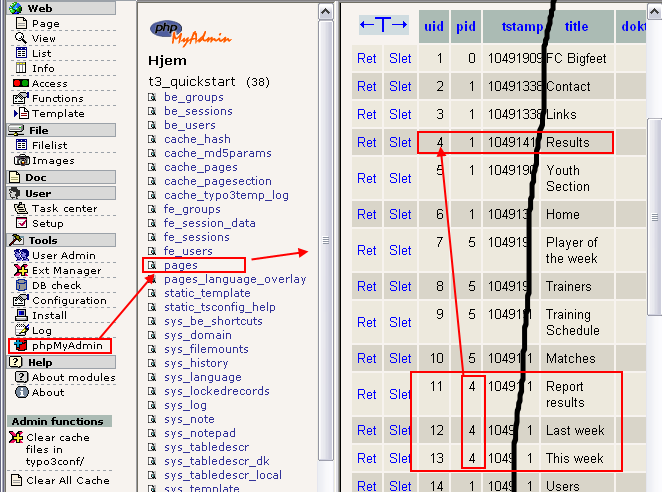 Web
Page
View
List
Info
Access
Functions
Template
File
Filelist
Images
Doc
User
Task center
Setup
Tools
User Admin
Ext Manager
DB check
Configuration
Install
Log
phpMyAdmin
Help
About modules
About
Admin functions
Clear cache
files in
typo3conf/
Clear All Cache
php
MyAdmin
Hjem
t3_quickstart (38)
be_groups
be_sessions
be_users
cache_hash
cache_md5params
cache_pages
cache_pagesection
cache_typo3temp_log
fe_groups
fe_session_data
fe_sessions
fe_users
pages
pages_language_overlay
static_template
static_tsconfig_help
sys_be_shortcuts
sys_domain
sys_filemounts
sys_history
sys_language
sys_lockedrecords
sys_log
sys_note
sys_notepad
sys_tabledescr
sys_tabledescr_dk
sys_tabledescr_local
sys_template
←T→ uid pid tstamp title dokt
Ret Slet 1 0 10491909 FC Bigfeet
Ret Slet 2 1 10491338 Contact
Ret Slet 3 1 10491338 Links
Ret Slet 4 1 1049141 Results
Ret Slet 5 1 1049190 Youth
Section
Ret Slet 6 1 104913 Home
Ret Slet 7 5 104919 Player of
the week
Ret Slet 8 5 104919 Trainers
Ret Slet 9 5 104919 Training
Schedule
Ret Slet 10 5 10491 1 Matches
Ret Slet 11 4 10491 1 Report
results
Ret Slet 12 4 1049 1 Last week
Ret Slet 13 4 1049 1 This week
Ret Slet 14 1 1049 1 Users